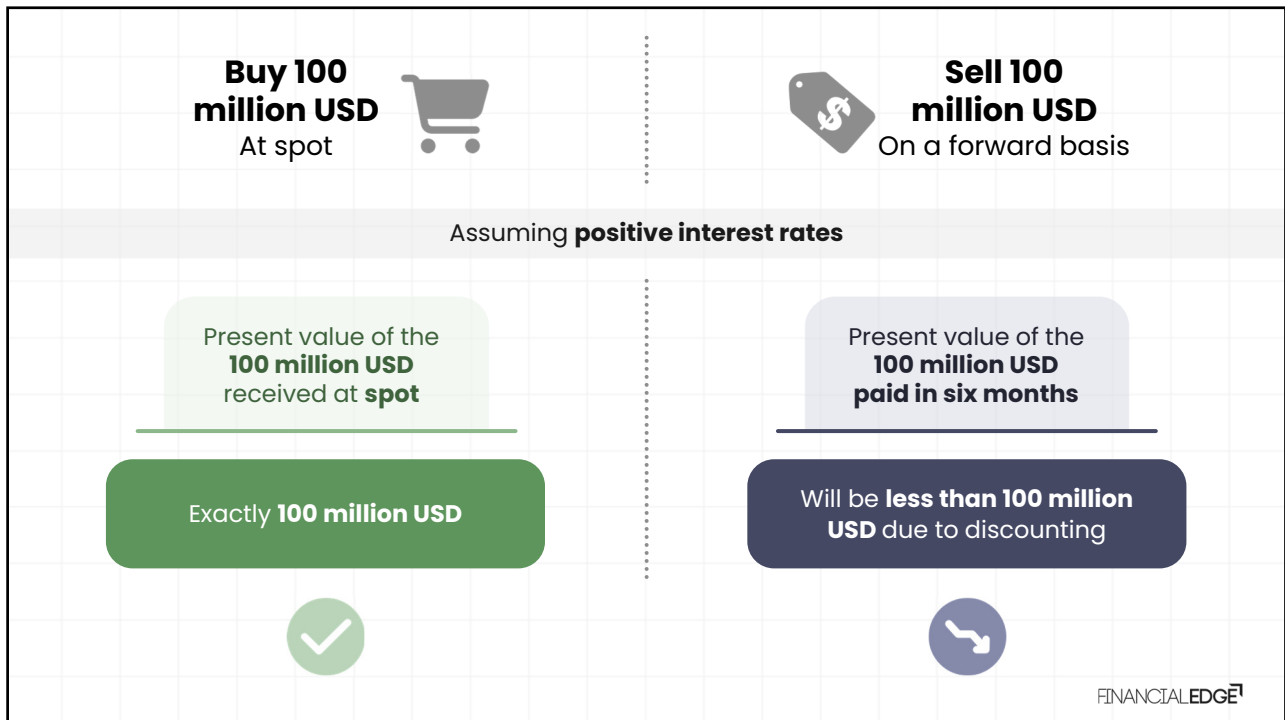 Buy 100
million USD
At spot
$
Sell 100
million USD
On a forward basis
Assuming positive interest rates
Present value of the
100 million USD
received at spot
Exactly 100 million USD
Present value of the
100 million USD
paid in six months
Will be less than 100 million
USD due to discounting
FINANCIALEDGE